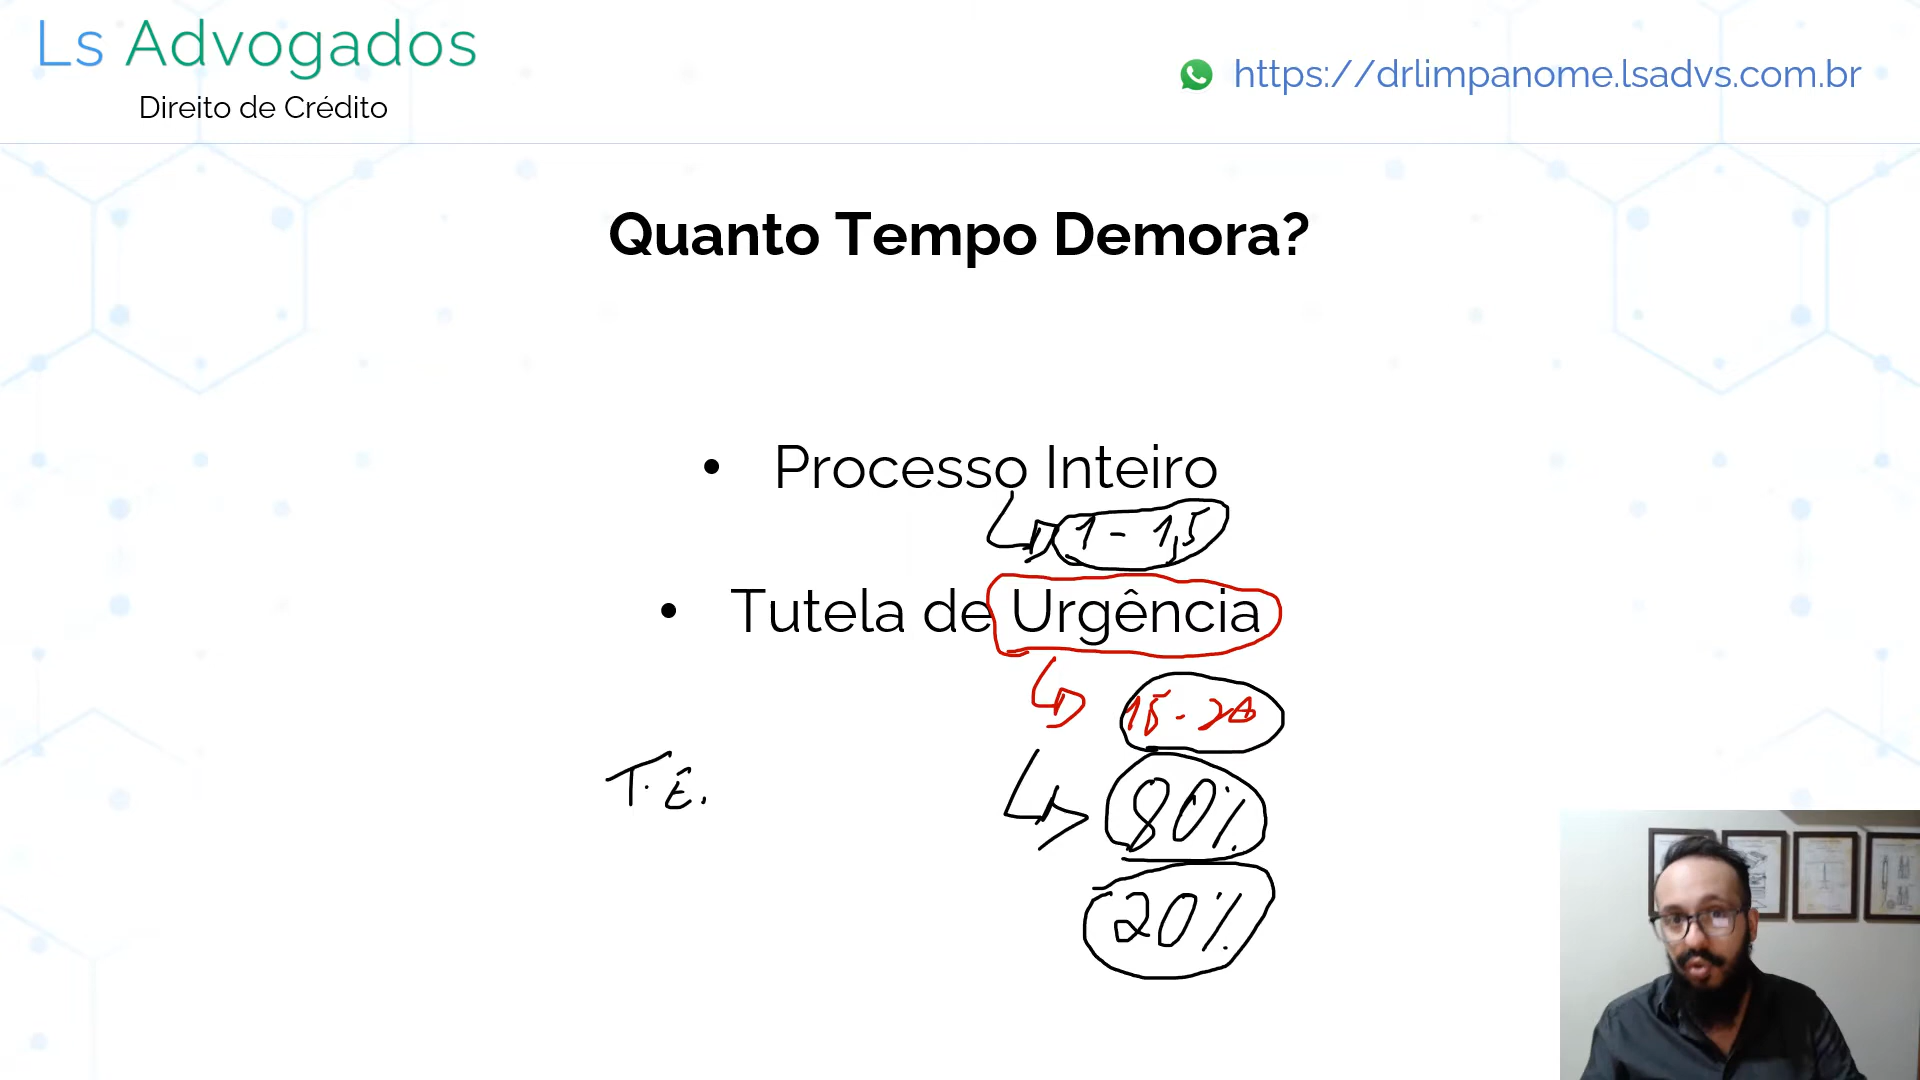 Ls Advogados
Direito de Crédito
https://drlimpanome.lsadvs.com.br
Quanto Tempo Demora?
• Processo Inteiro
1 - 1,5
• Tutela de Urgência
15 - 20
T.E.
80%
20%